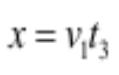 x = v₁t₃